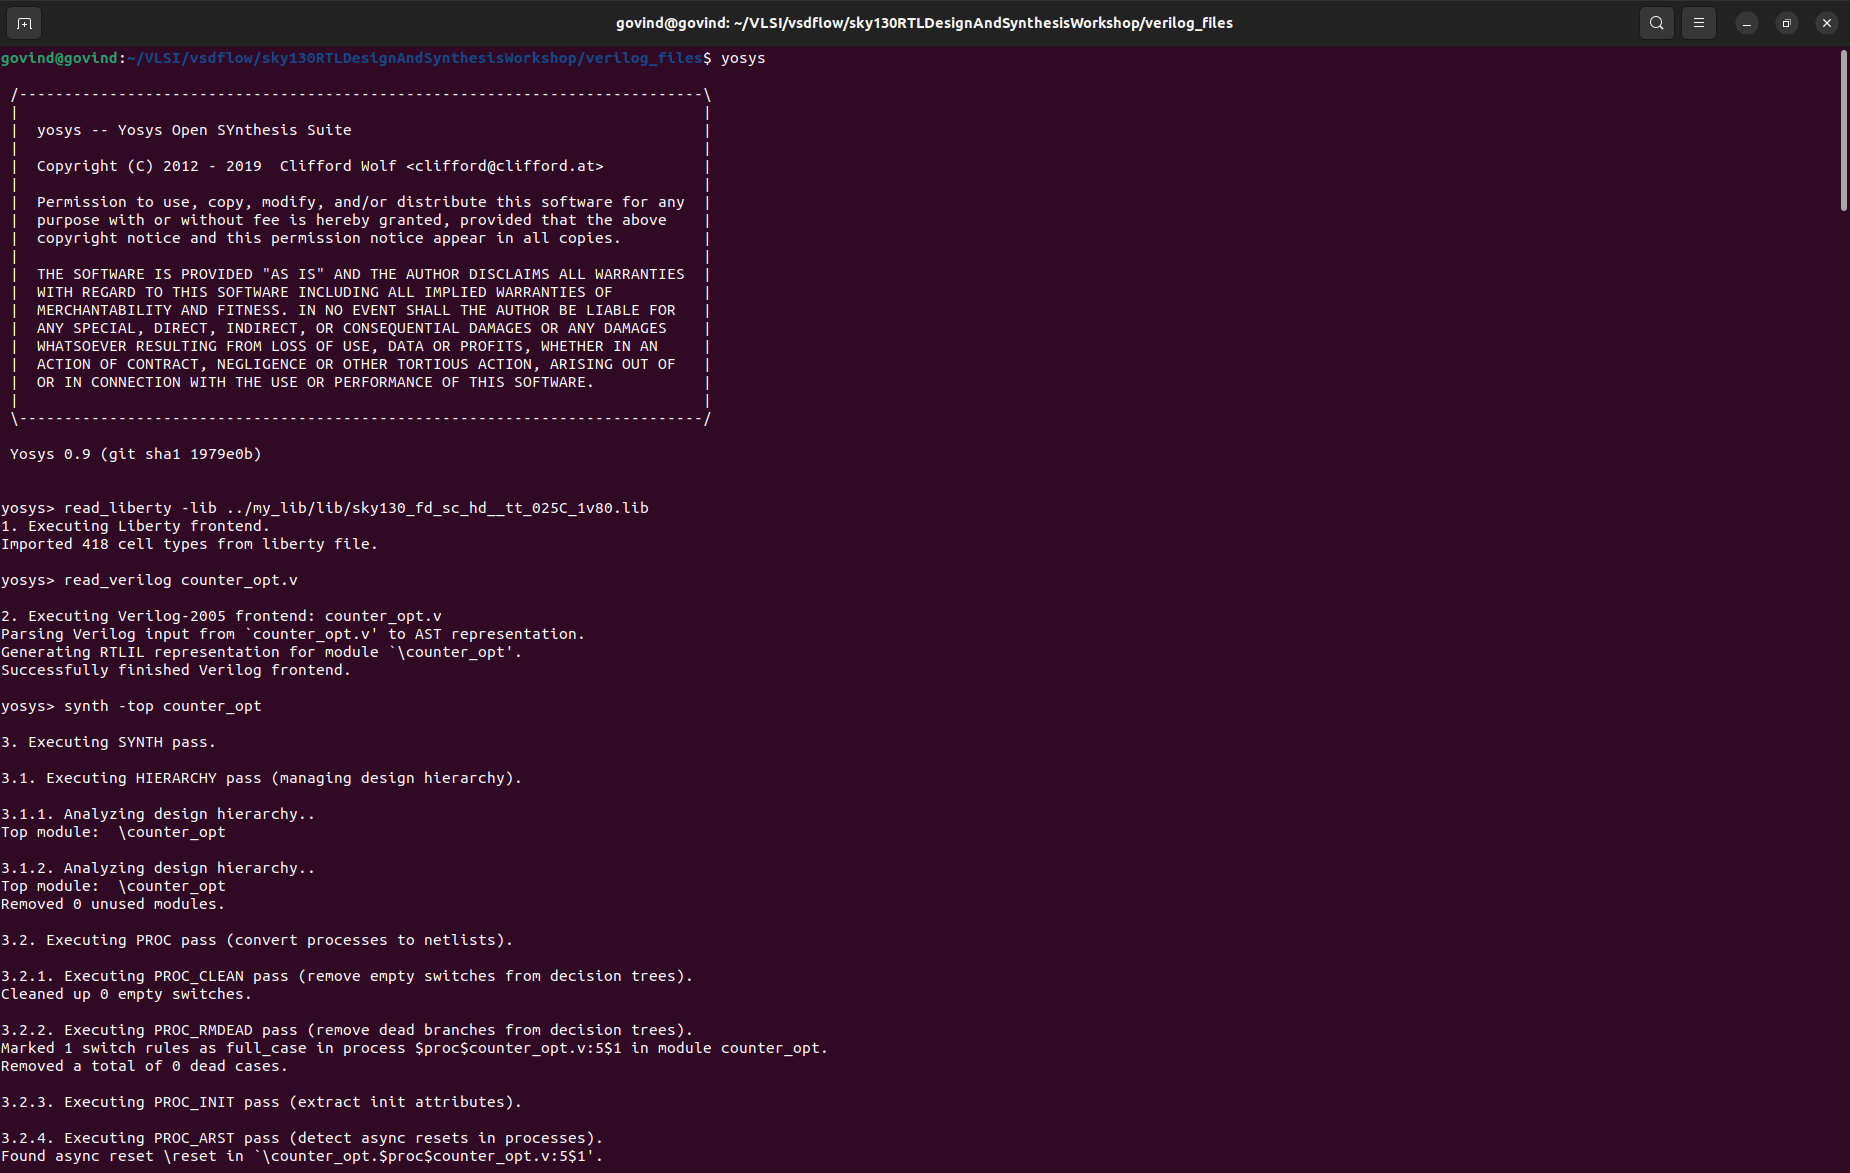 govind@govind: ~/VLSI/vsdflow/sky130RTLDesignAndSynthesisWorkshop/verilog_files
govind@govind:~/VLSI/vsdflow/sky130RTLDesignAndSynthesisWorkshop/verilog_files$ yosys
/----------------------------------------------------------------------------\
|                                                                            |
|  yosys -- Yosys Open SYnthesis Suite                                       |
|                                                                            |
|  Copyright (C) 2012 - 2019  Clifford Wolf <clifford@clifford.at>           |
|                                                                            |
|  Permission to use, copy, modify, and/or distribute this software for any  |
|  purpose with or without fee is hereby granted, provided that the above    |
|  copyright notice and this permission notice appear in all copies.         |
|                                                                            |
|  THE SOFTWARE IS PROVIDED "AS IS" AND THE AUTHOR DISCLAIMS ALL WARRANTIES  |
|  WITH REGARD TO THIS SOFTWARE INCLUDING ALL IMPLIED WARRANTIES OF          |
|  MERCHANTABILITY AND FITNESS. IN NO EVENT SHALL THE AUTHOR BE LIABLE FOR   |
|  ANY SPECIAL, DIRECT, INDIRECT, OR CONSEQUENTIAL DAMAGES OR ANY DAMAGES    |
|  WHATSOEVER RESULTING FROM LOSS OF USE, DATA OR PROFITS, WHETHER IN AN     |
|  ACTION OF CONTRACT, NEGLIGENCE OR OTHER TORTIOUS ACTION, ARISING OUT OF   |
|  OR IN CONNECTION WITH THE USE OR PERFORMANCE OF THIS SOFTWARE.            |
|                                                                            |
\----------------------------------------------------------------------------/
Yosys 0.9 (git sha1 1979e0b)
yosys> read_liberty -lib ../my_lib/lib/sky130_fd_sc_hd__tt_025C_1v80.lib
1. Executing Liberty frontend.
Imported 418 cell types from liberty file.
yosys> read_verilog counter_opt.v
2. Executing Verilog-2005 frontend: counter_opt.v
Parsing Verilog input from `counter_opt.v' to AST representation.
Generating RTLIL representation for module `\counter_opt'.
Successfully finished Verilog frontend.
yosys> synth -top counter_opt
3. Executing SYNTH pass.
3.1. Executing HIERARCHY pass (managing design hierarchy).
3.1.1. Analyzing design hierarchy..
Top module:  \counter_opt
3.1.2. Analyzing design hierarchy..
Top module:  \counter_opt
Removed 0 unused modules.
3.2. Executing PROC pass (convert processes to netlists).
3.2.1. Executing PROC_CLEAN pass (remove empty switches from decision trees).
Cleaned up 0 empty switches.
3.2.2. Executing PROC_RMDEAD pass (remove dead branches from decision trees).
Marked 1 switch rules as full_case in process $proc$counter_opt.v:5$1 in module counter_opt.
Removed a total of 0 dead cases.
3.2.3. Executing PROC_INIT pass (extract init attributes).
3.2.4. Executing PROC_ARST pass (detect async resets in processes).
Found async reset \reset in `\counter_opt.$proc$counter_opt.v:5$1'.